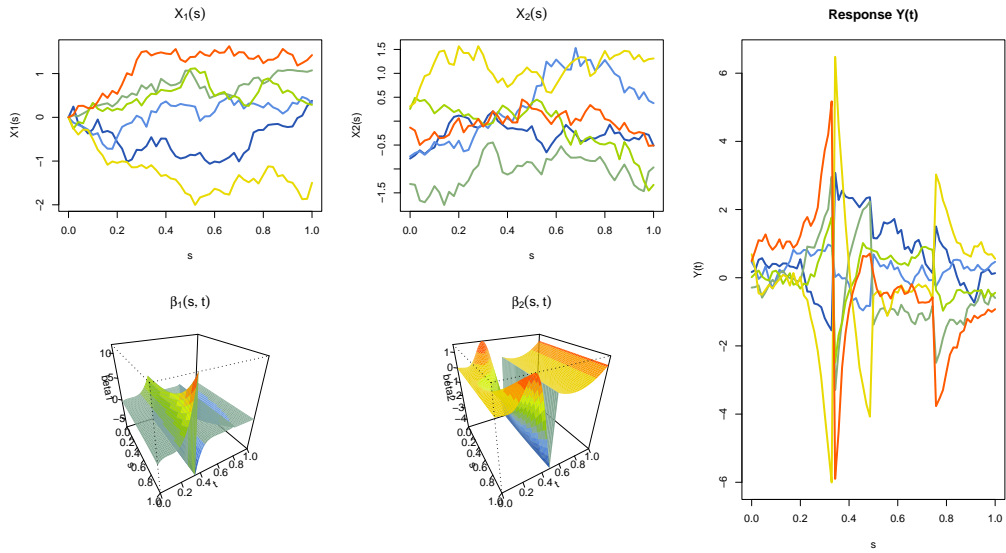 X₁(s)
X1(s)
1
0
−1
−2
0.0 0.2 0.4 0.6 0.8 1.0
s
X₂(s)
X2(s)
1.5
0.5
−0.5
−1.5
0.0 0.2 0.4 0.6 0.8 1.0
s
Response Y(t)
Y(t)
6
4
2
0
−2
−4
−6
0.0 0.2 0.4 0.6 0.8 1.0
s
β₁(s, t)
beta1
10
5
0
−5
0.0 0.2 0.4 0.6 0.8 1.0
s
0.0 0.2 0.4 0.6 0.8 1.0
t
β₂(s, t)
beta2
1
0
−1
−2
−3
−4
0.0 0.2 0.4 0.6 0.8 1.0
s
0.0 0.2 0.4 0.6 0.8 1.0
t